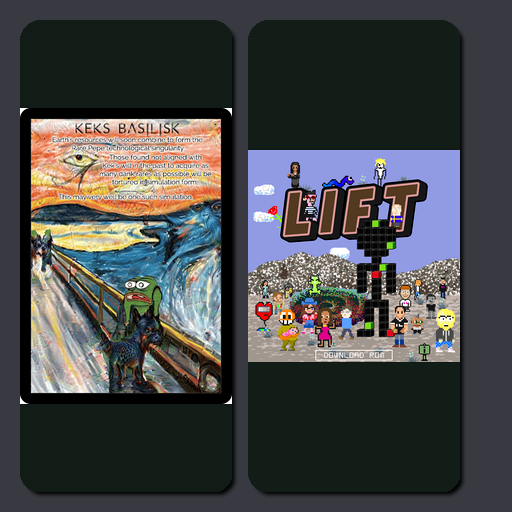 KEKS BASILISK
Earth's resources will soon combine to form the
Rare Pepe technological singularity
Those found not aligned with
Kek's will in the past to acquire as
many dank rares as possible will be
tortured in simulation form.
This may very well be one such simulation.
LIFT
DOWNLOAD ROM